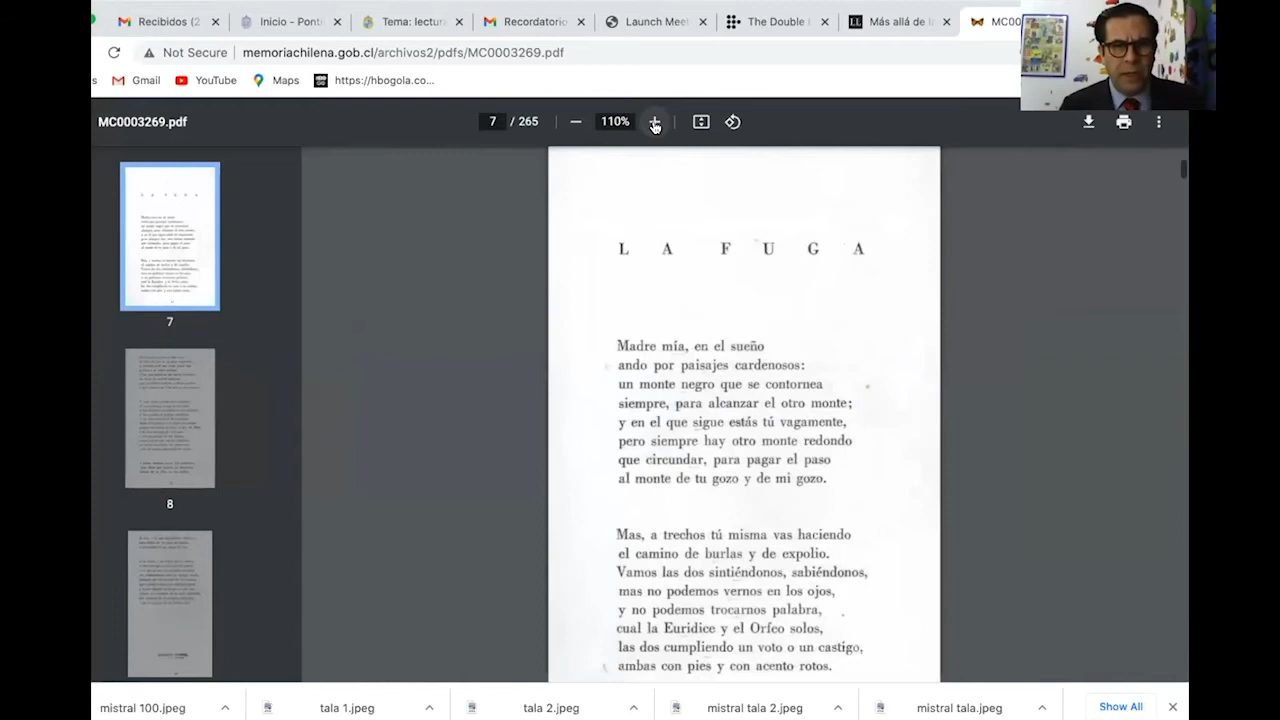 Recibidos (2
Inicio - Ponti
Tema: lectur
Recordatorio
Launch Meet
The Double
Más allá de la
MC00
Not Secure memoriachilena.gob.cl/archivos2/pdfs/MC0003269.pdf
s Gmail YouTube Maps https://hbogola.co...
MC0003269.pdf 7 / 265 110%
7
8
LA FUGA
Madre mía, en el sueño
ando por paisajes cardenosos:
un monte negro que se contornea
siempre, para alcanzar el otro monte;
y en el que sigue estás tú vagamente,
pero siempre hay otro monte redondo
que circundar, para pagar el paso
al monte de tu gozo y de mi gozo.
Mas, a trechos tú misma vas haciendo
el camino de burlas y de expolio.
Vamos las dos sintiéndonos, sabiéndonos,
mas no podemos vernos en los ojos,
y no podemos trocarnos palabra,
cual la Euridice y el Orfeo solos,
las dos cumpliendo un voto o un castigo,
ambas con pies y con acento rotos.
mistral 100.jpeg
tala 1.jpeg
tala 2.jpeg
mistral tala 2.jpeg
mistral tala.jpeg
Show All